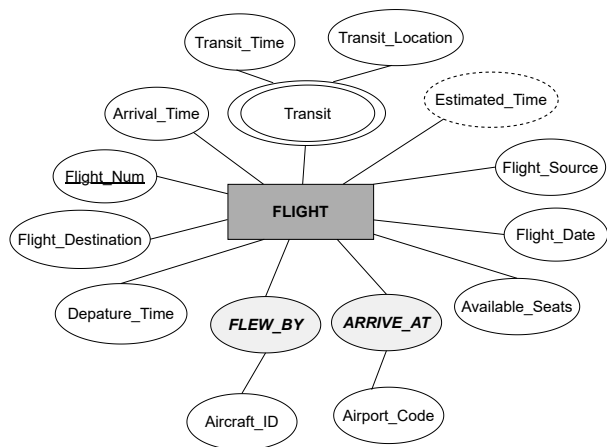 Transit_Time
Transit_Location
Arrival_Time
Transit
Estimated_Time
Flight_Num
Flight_Source
FLIGHT
Flight_Destination
Flight_Date
Depature_Time
FLEW_BY
ARRIVE_AT
Available_Seats
Aircraft_ID
Airport_Code